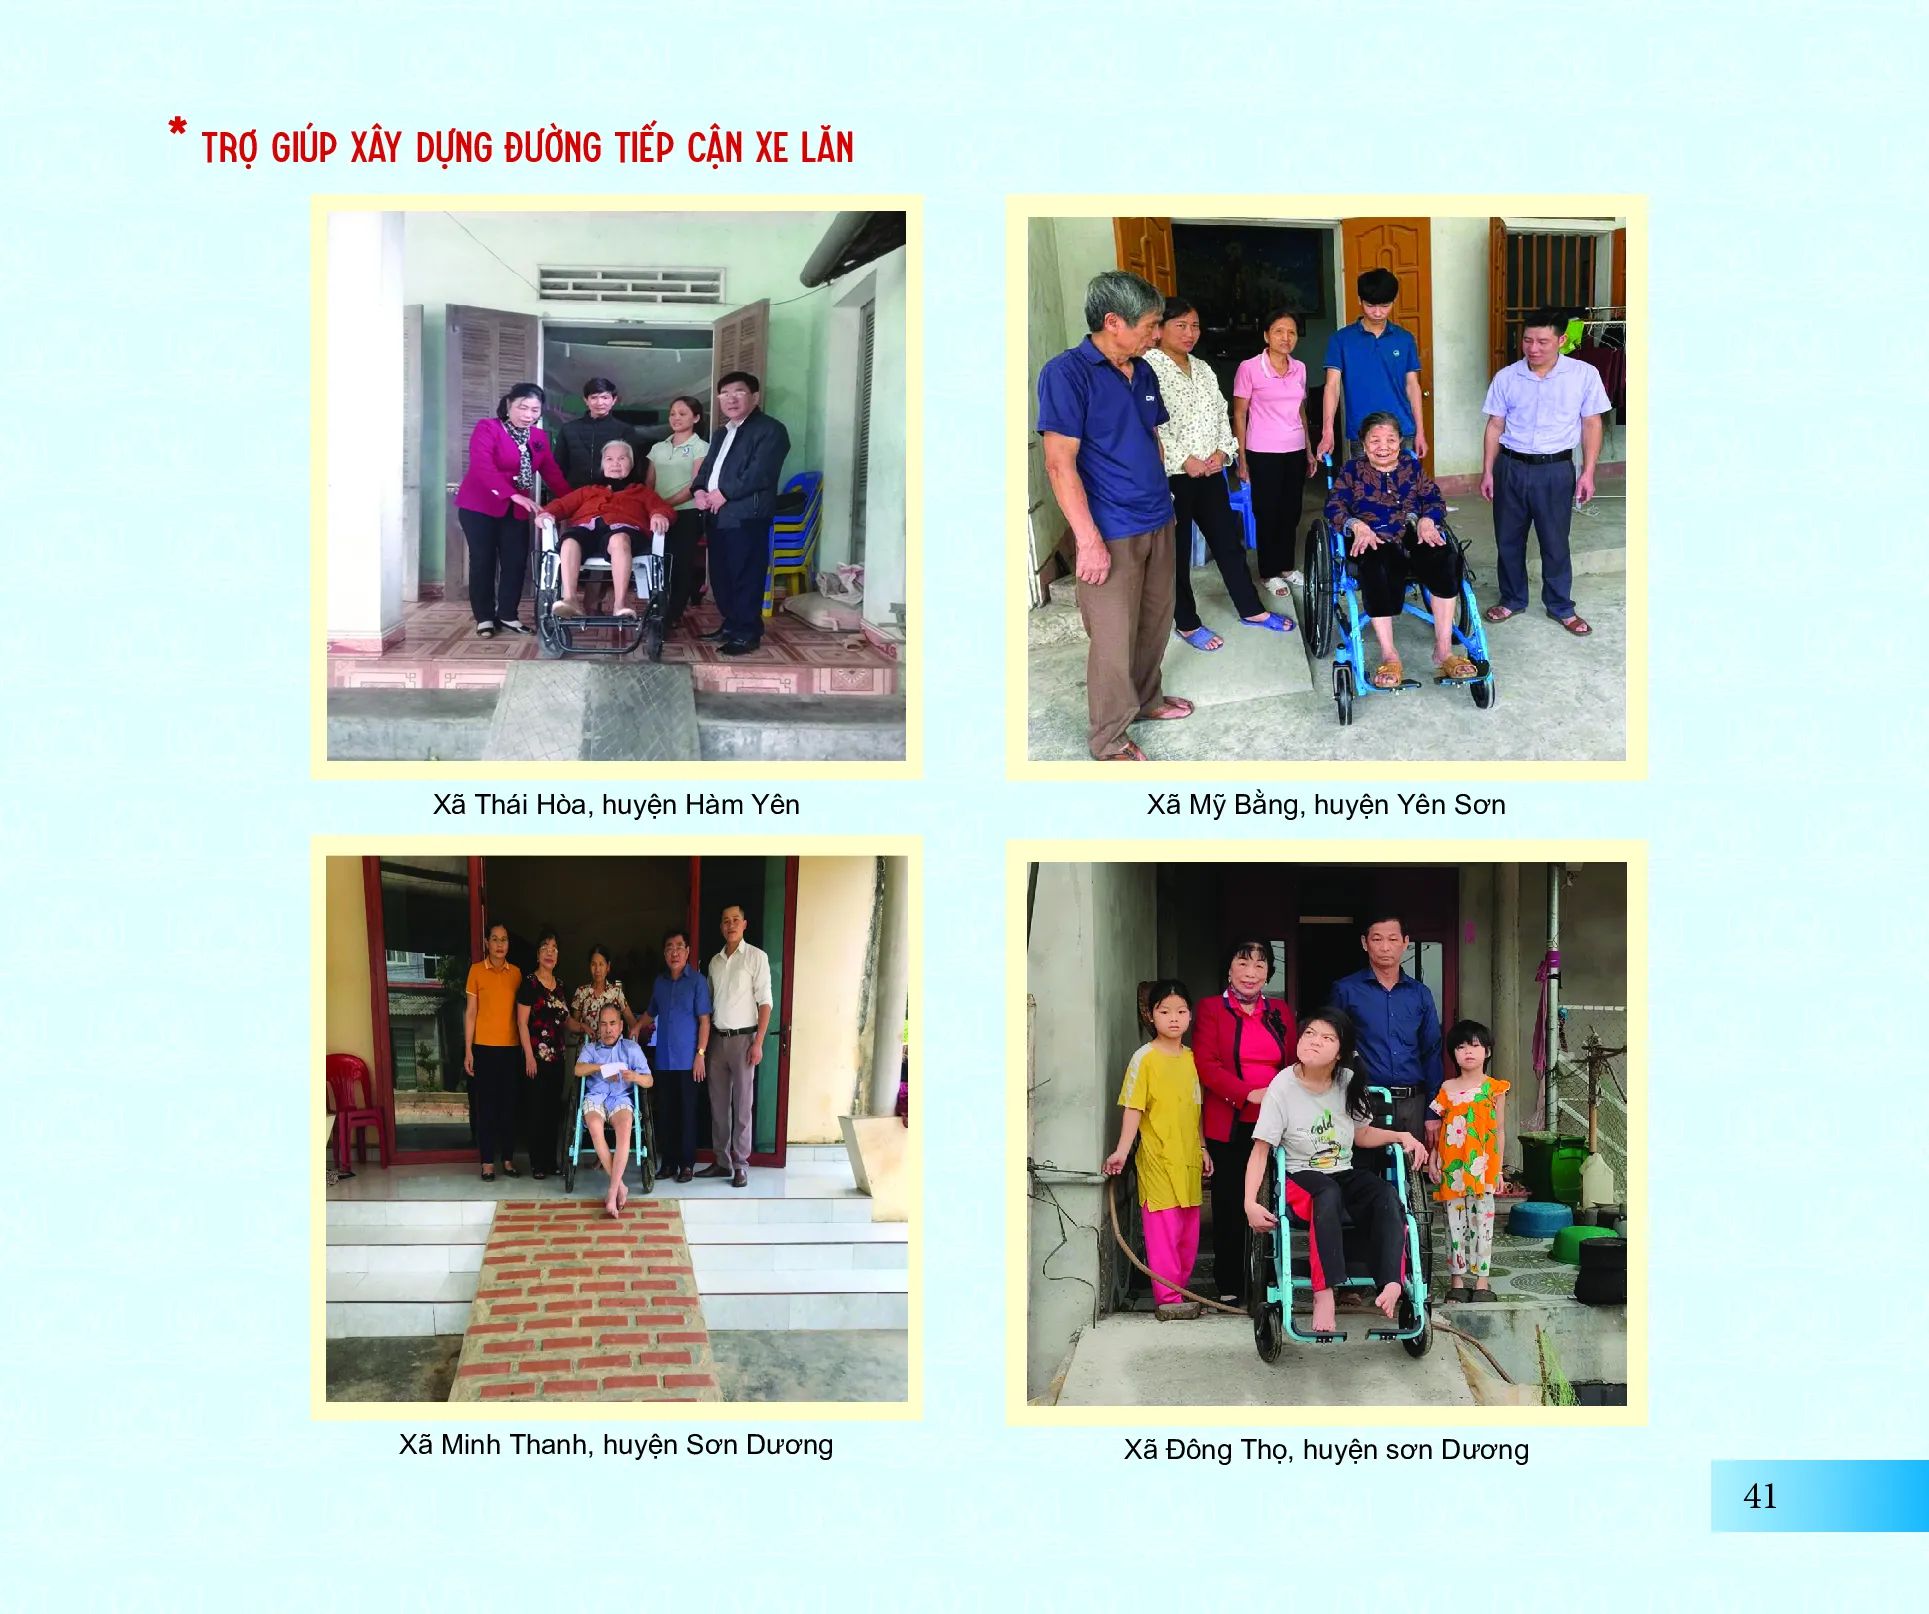 * TRỢ GIÚP XÂY DỰNG ĐƯỜNG TIẾP CẬN XE LĂN
Xã Thái Hòa, huyện Hàm Yên
Xã Mỹ Bằng, huyện Yên Sơn
Xã Minh Thanh, huyện Sơn Dương
Xã Đông Thọ, huyện sơn Dương
41